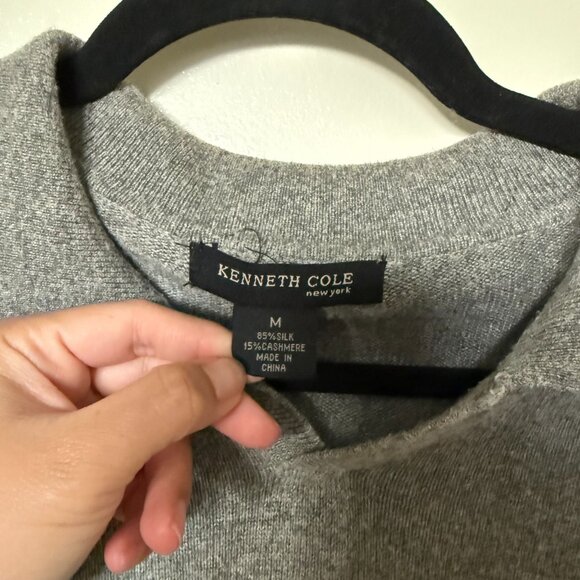 KENNETH COLE
new york
M
85%SILK
15%CASHMERE
MADE IN
CHINA